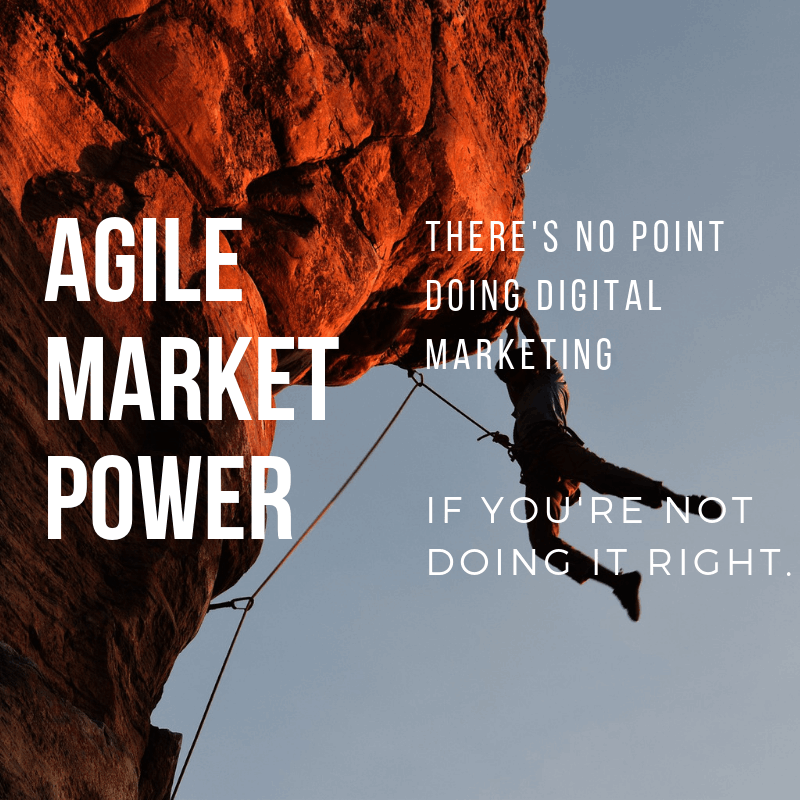 AGILE
MARKET
POWER
THERE'S NO POINT
DOING DIGITAL
MARKETING
IF YOU'RE NOT
DOING IT RIGHT.